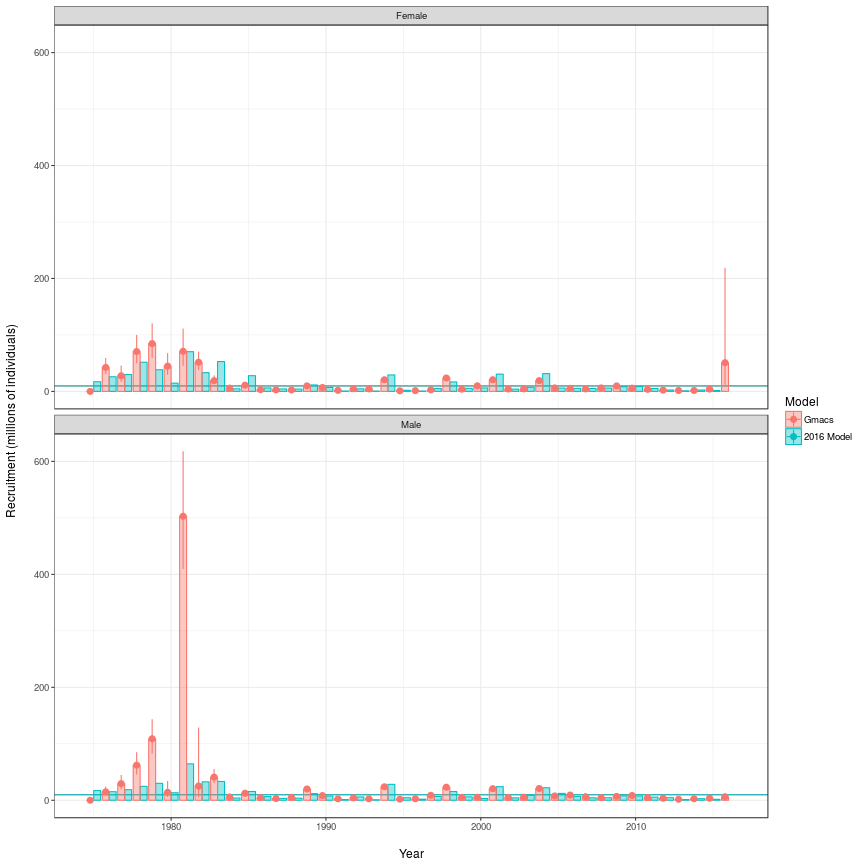 Female
600
400
200
0
Male
600
400
200
0
1980
1990
2000
2010
Year
Recruitment (millions of individuals)
Model
Gmacs
2016 Model